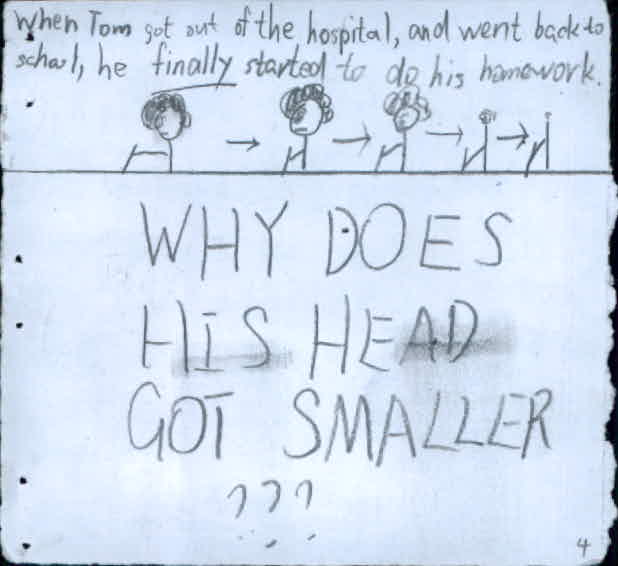 When Tom got out of the hospital, and went back to
school, he finally started to do his homework.
WHY DOES
HIS HEAD
GOT SMALLER
???
4